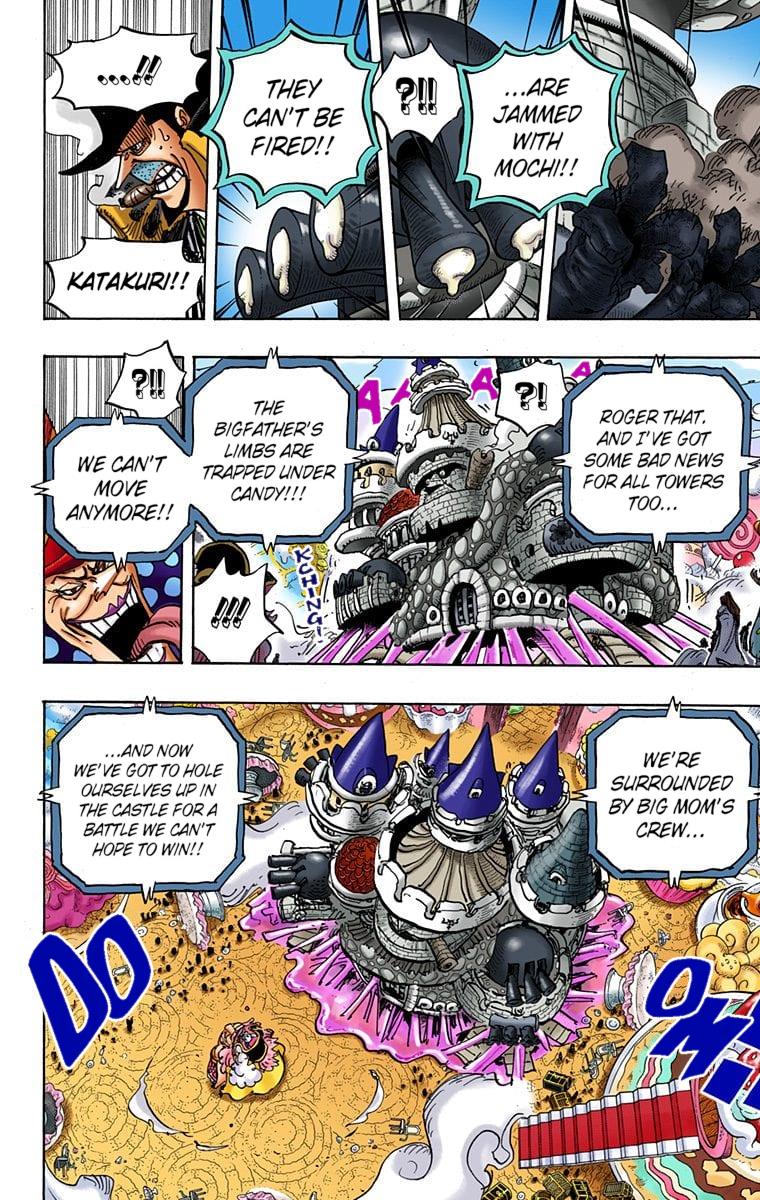 ...ARE
JAMMED
WITH
MOCHI!!
?!!
THEY
CAN'T BE
FIRED!!
...!!
KATAKURI!!
ROGER THAT.
AND I'VE GOT
SOME BAD NEWS
FOR ALL TOWERS
TOO...
?!
AAAA
KCHING!
THE
BIGFATHER'S
LIMBS ARE
TRAPPED UNDER
CANDY!!!
!!!
?!!
WE CAN'T
MOVE
ANYMORE!!
WE'RE
SURROUNDED
BY BIG MOM'S
CREW...
...AND NOW
WE'VE GOT TO HOLE
OURSELVES UP IN
THE CASTLE FOR A
BATTLE WE CAN'T
HOPE TO WIN!!
DO
OM